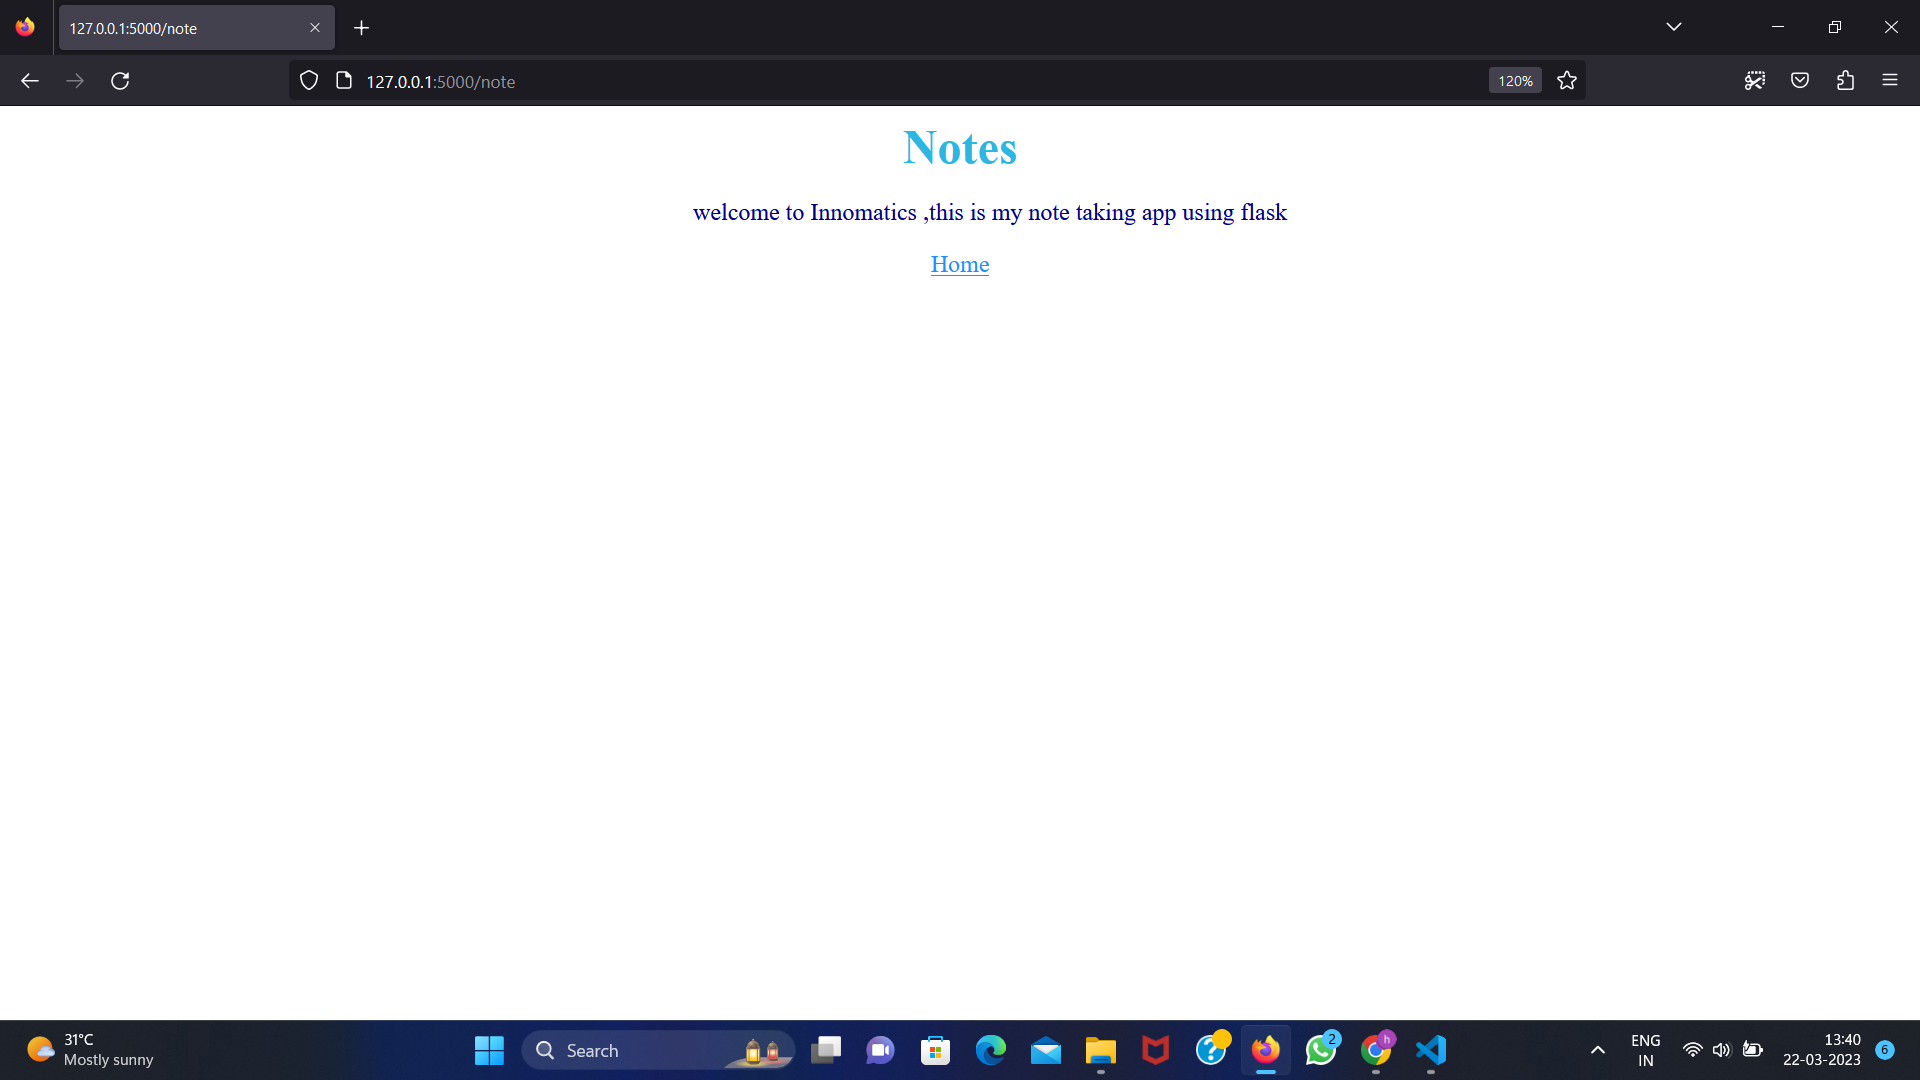 127.0.0.1:5000/note
127.0.0.1:5000/note
120%
Notes
welcome to Innomatics ,this is my note taking app using flask
Home
31°C
Mostly sunny
Search
2
h
ENG
IN
13:40
22-03-2023
6